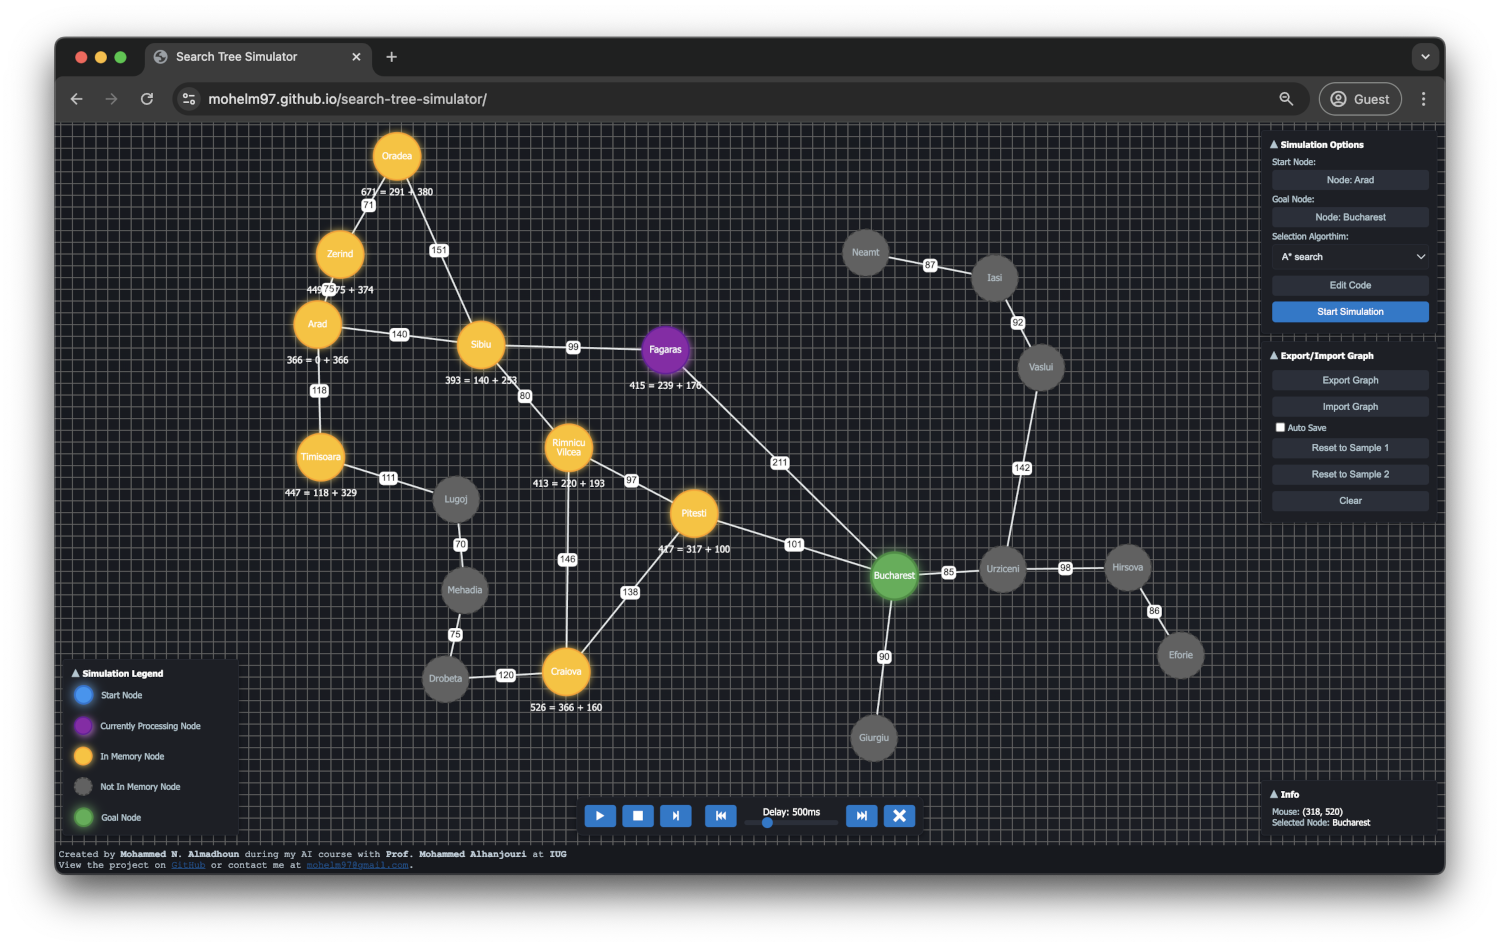 Search Tree Simulator
mohelm97.github.io/search-tree-simulator/
Guest
Oradea
671 = 291 + 380
71
151
Zerind
75
Arad
366 = 0 + 366
140
Sibiu
393 = 140 + 253
99
Fagaras
415 = 239 + 176
118
80
Timisoara
447 = 118 + 329
111
Lugoj
Rimnicu
Vilcea
413 = 220 + 193
97
211
Pitesti
417 = 317 + 100
70
146
101
138
Mehadia
75
Drobeta
120
Craiova
526 = 366 + 160
Bucharest
85
Urziceni
98
Hirsova
86
Eforie
90
Giurgiu
Neamt
87
Iasi
92
Vaslui
142
Simulation Options
Start Node:
Node: Arad
Goal Node:
Node: Bucharest
Selection Algorthim:
A* search
Edit Code
Start Simulation
Export/Import Graph
Export Graph
Import Graph
Auto Save
Reset to Sample 1
Reset to Sample 2
Clear
Simulation Legend
Start Node
Currently Processing Node
In Memory Node
Not In Memory Node
Goal Node
Delay: 500ms
Info
Mouse: (318, 520)
Selected Node: Bucharest
Created by Mohammed N. Almadhoun during my AI course with Prof. Mohammed Alhanjouri at IUG
View the project on GitHub or contact me at mohelm97@gmail.com.